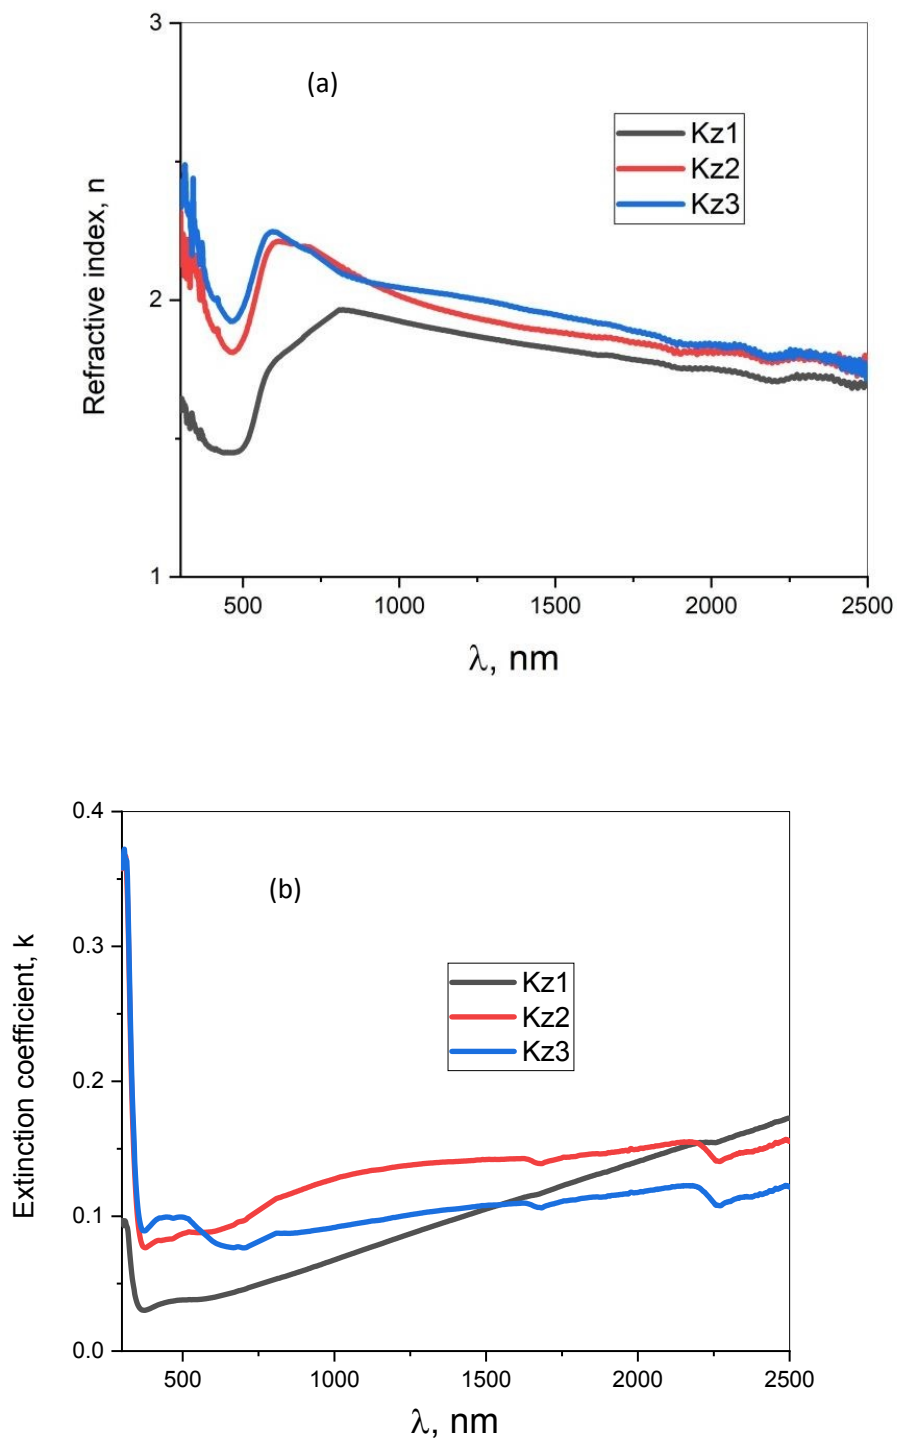 3
(a)
Kz1
Kz2
Kz3
Refractive index, n
2
1
500 1000 1500 2000 2500
λ, nm
0.4
(b)
0.3
Kz1
Kz2
Kz3
Extinction coefficient, k
0.2
0.1
0.0
500 1000 1500 2000 2500
λ, nm